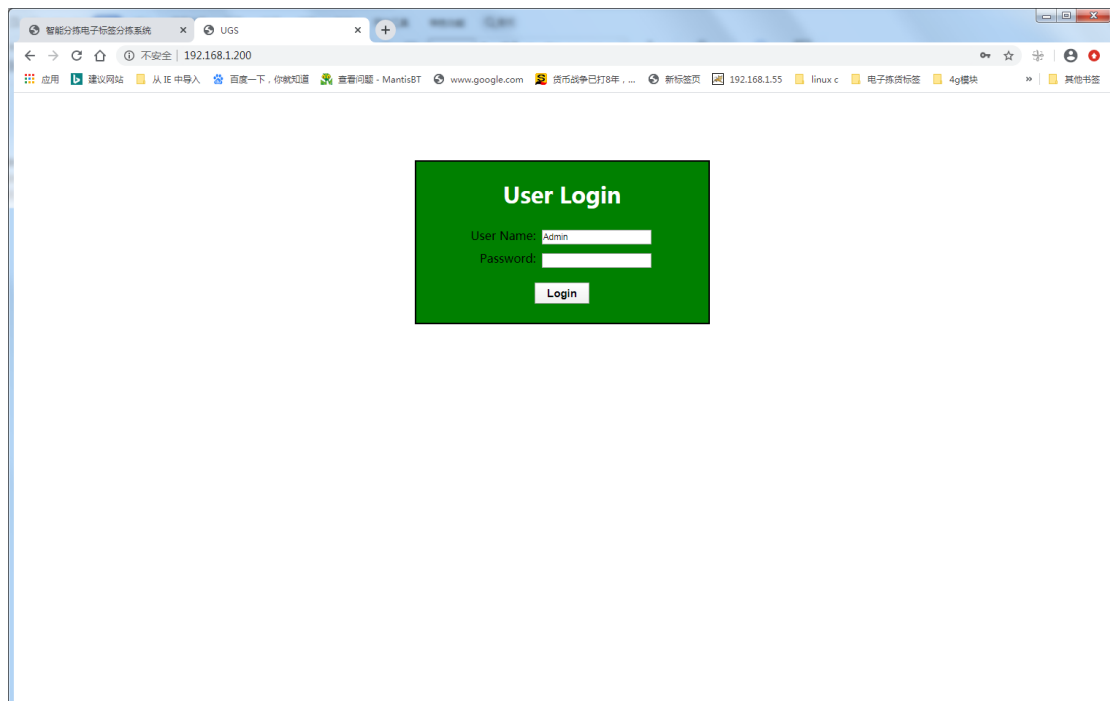 智能分拣电子标签分拣系统 UGS
不安全 192.168.1.200
应用 建议网站 从 IE 中导入 百度一下，你就知道 查看问题 - MantisBT www.google.com 货币战争已打8年，... 新标签页 192.168.1.55 linux c 电子拣货标签 4g模块 » 其他书签
User Login
User Name: Admin
Password:
Login